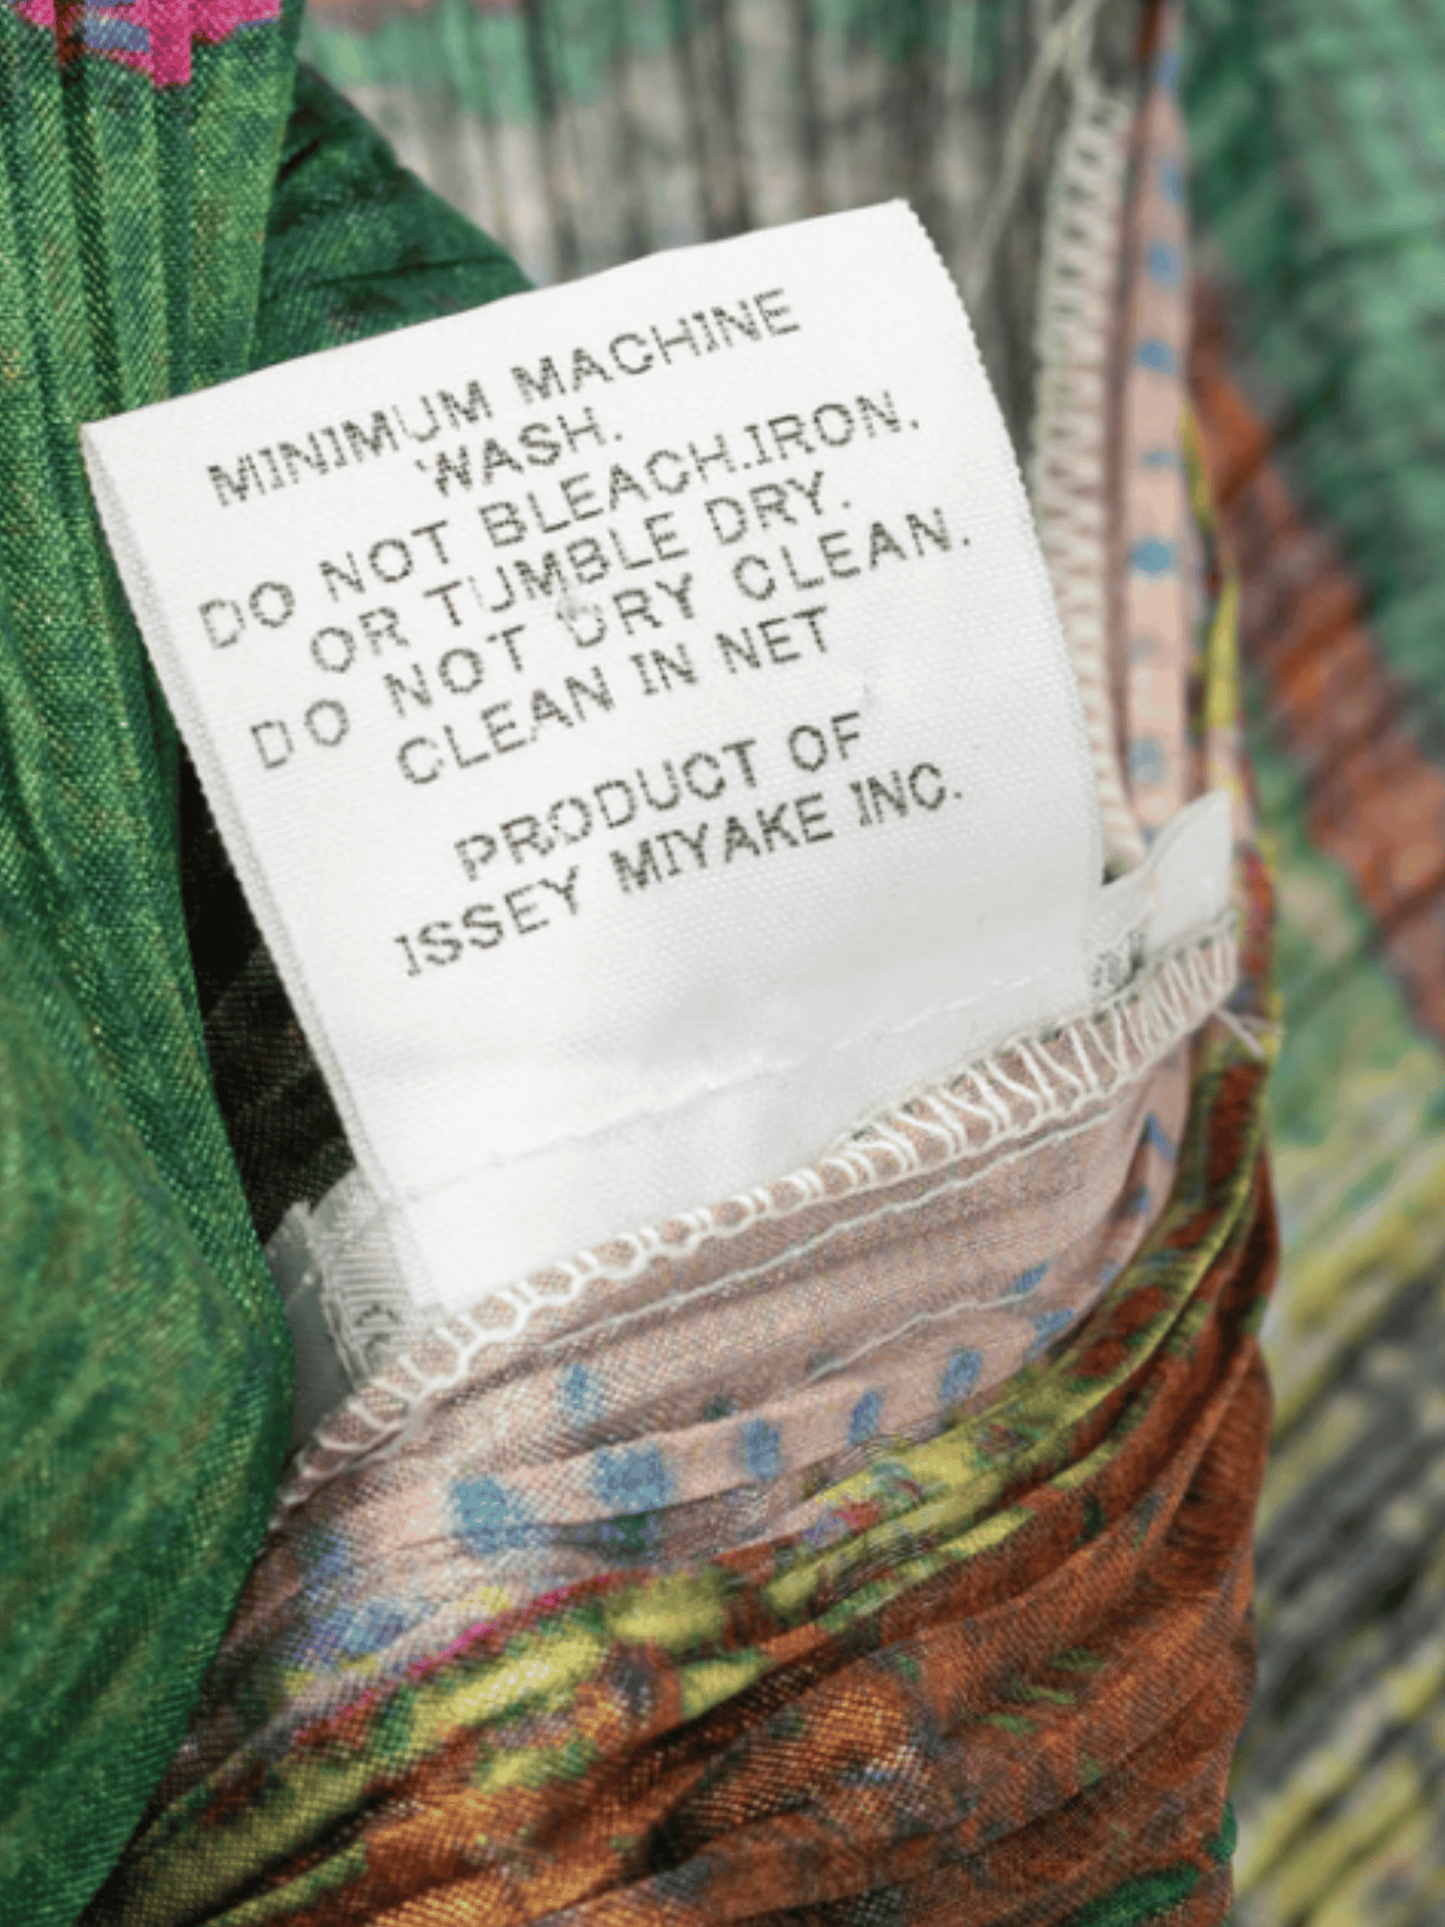 MINIMUM MACHINE
WASH.
DO NOT BLEACH.IRON.
OR TUMBLE DRY.
DO NOT DRY CLEAN.
CLEAN IN NET
PRODUCT OF
ISSEY MIYAKE INC.